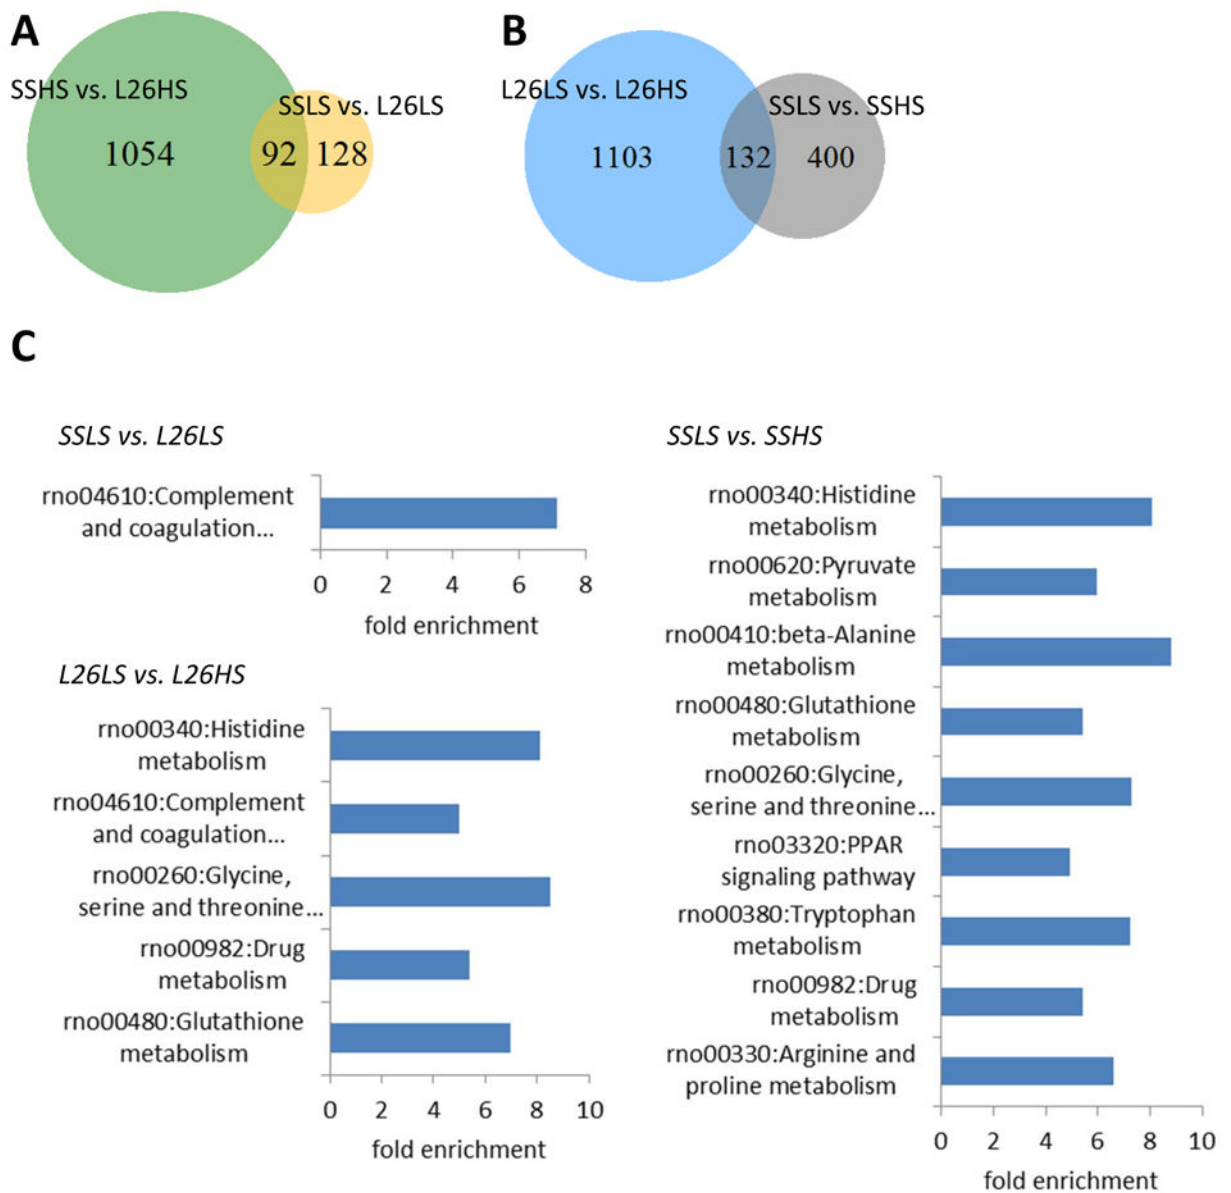 A
SSHS vs. L26HS
SSLS vs. L26LS
1054
92
128
B
L26LS vs. L26HS
SSLS vs. SSHS
1103
132
400
C
SSLS vs. L26LS
rno04610:Complement
and coagulation...
0 2 4 6 8
fold enrichment
L26LS vs. L26HS
rno00340:Histidine
metabolism
rno04610:Complement
and coagulation...
rno00260:Glycine,
serine and threonine...
rno00982:Drug
metabolism
rno00480:Glutathione
metabolism
0 2 4 6 8 10
fold enrichment
SSLS vs. SSHS
rno00340:Histidine
metabolism
rno00620:Pyruvate
metabolism
rno00410:beta-Alanine
metabolism
rno00480:Glutathione
metabolism
rno00260:Glycine,
serine and threonine...
rno03320:PPAR
signaling pathway
rno00380:Tryptophan
metabolism
rno00982:Drug
metabolism
rno00330:Arginine and
proline metabolism
0 2 4 6 8 10
fold enrichment